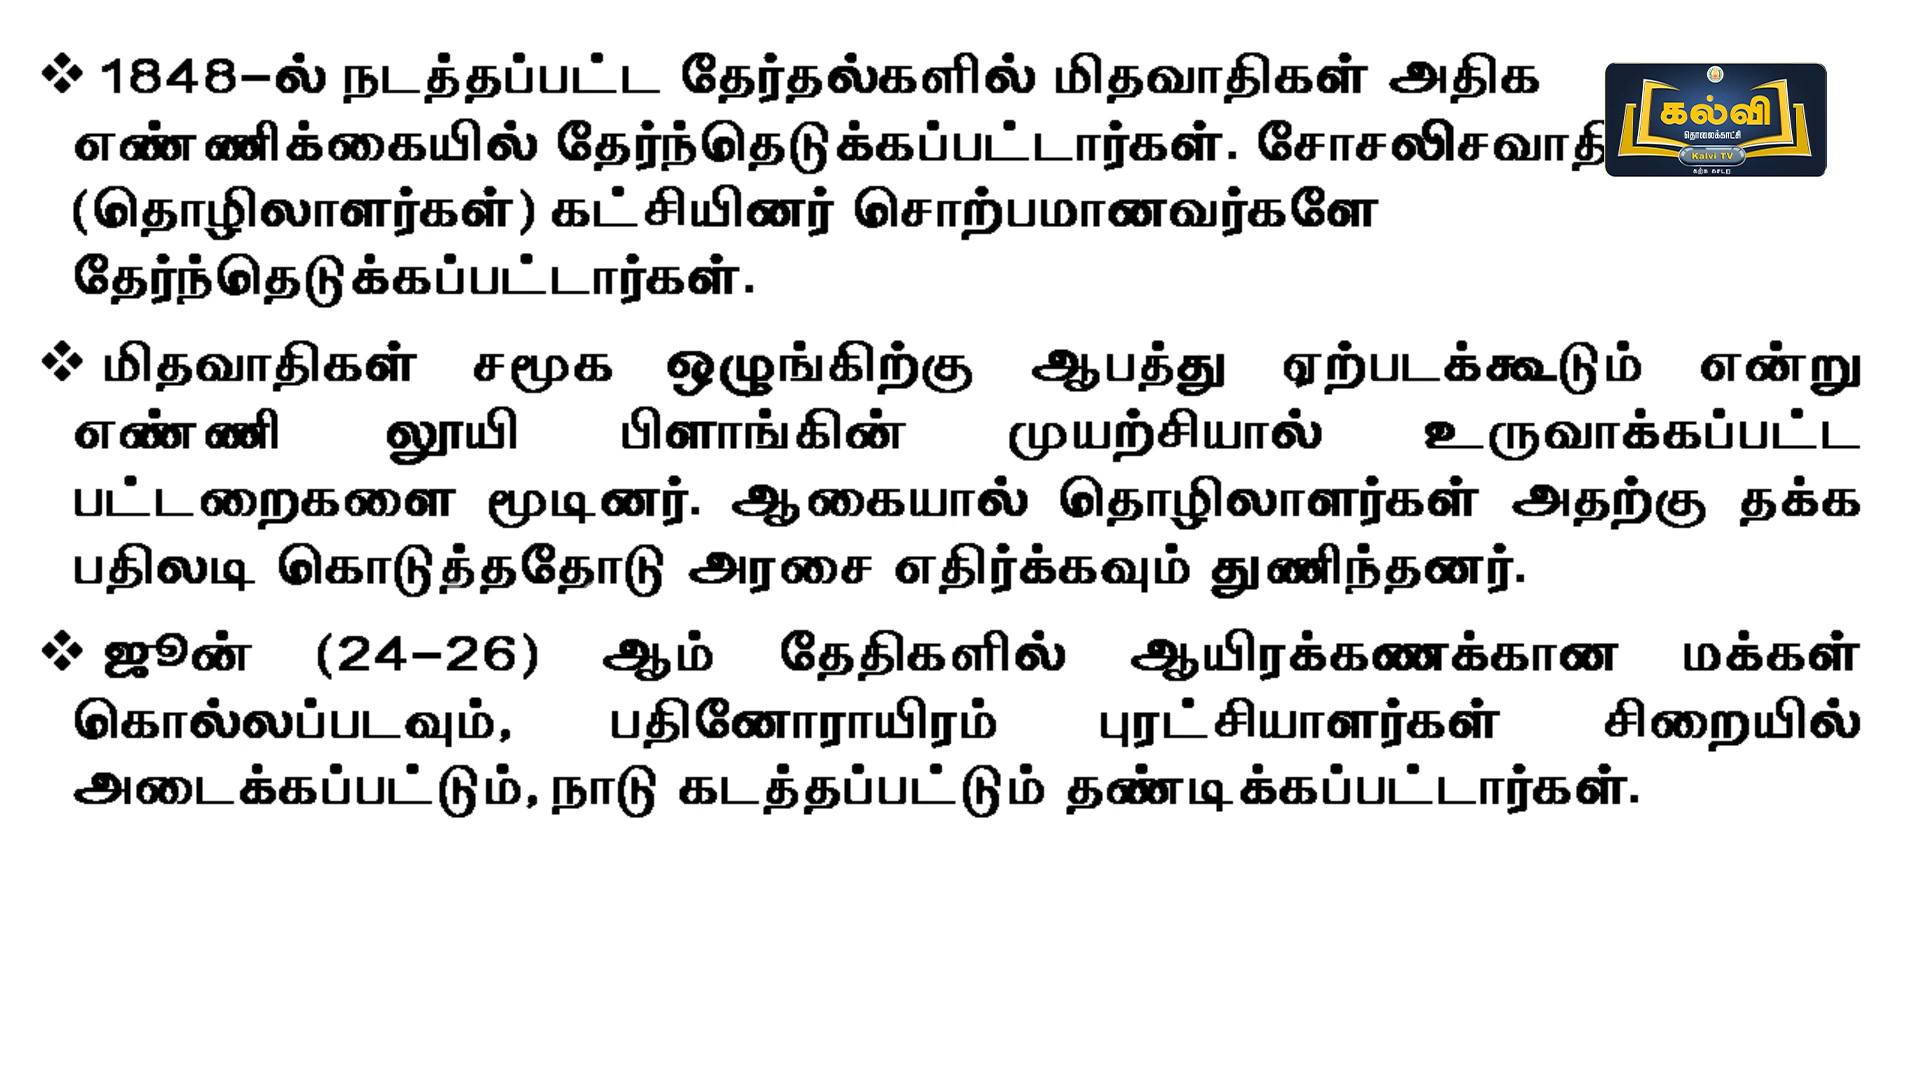 ❖ 1848-ல் நடத்தப்பட்ட தேர்தல்களில் மிதவாதிகள் அதிக
எண்ணிக்கையில் தேர்ந்தெடுக்கப்பட்டார்கள். சோசலிசவாதி
(தொழிலாளர்கள்) கட்சியினர் சொற்பமானவர்களே
தேர்ந்தெடுக்கப்பட்டார்கள்.
❖ மிதவாதிகள் சமூக ஒழுங்கிற்கு ஆபத்து ஏற்படக்கூடும் என்று
எண்ணி லூயி பிளாங்கின் முயற்சியால் உருவாக்கப்பட்ட
பட்டறைகளை மூடினர். ஆகையால் தொழிலாளர்கள் அதற்கு தக்க
பதிலடி கொடுத்ததோடு அரசை எதிர்க்கவும் துணிந்தனர்.
❖ ஜூன் (24-26) ஆம் தேதிகளில் ஆயிரக்கணக்கான மக்கள்
கொல்லப்படவும், பதினோராயிரம் புரட்சியாளர்கள் சிறையில்
அடைக்கப்பட்டும், நாடு கடத்தப்பட்டும் தண்டிக்கப்பட்டார்கள்.
கல்வி
தொலைக்காட்சி
Kalvi TV
கற்க கசடற